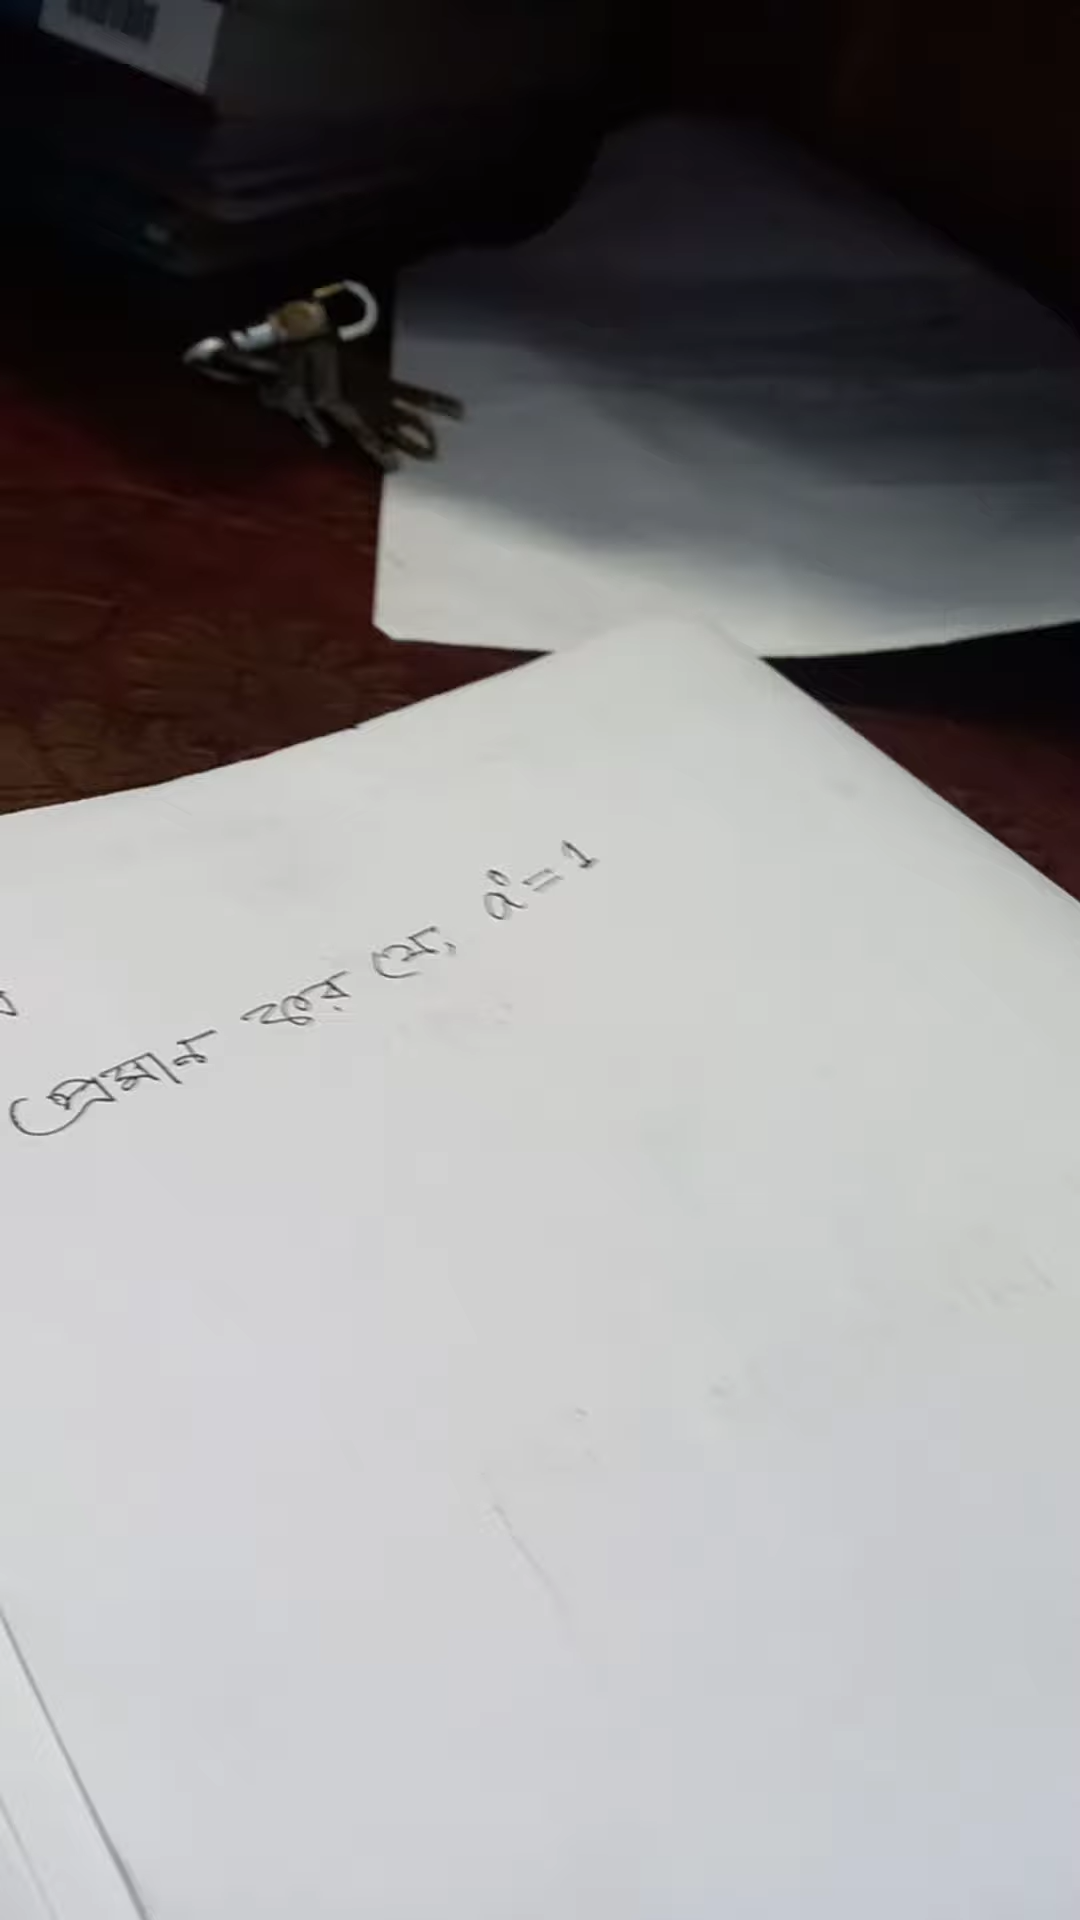 প্রমান কর যে, a⁰ = 1